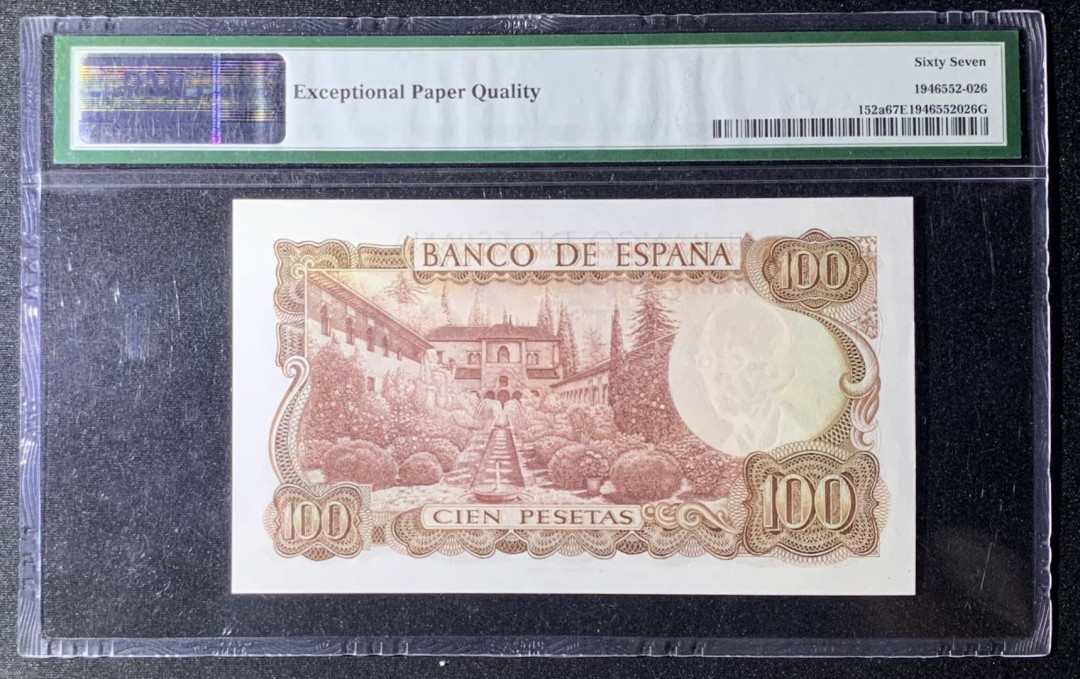 Exceptional Paper Quality
Sixty Seven
1946552-026
152a67E1946552026G
BANCO DE ESPAÑA
100
100
CIEN PESETAS
100